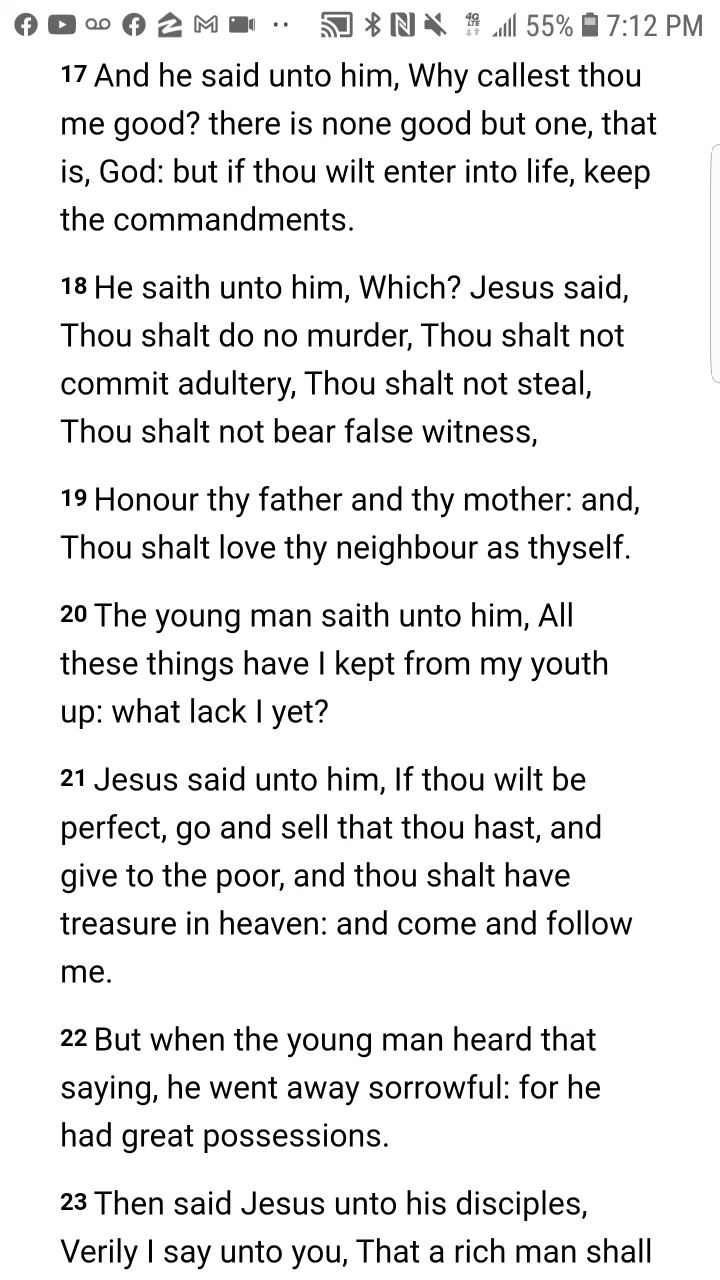 55% 7:12 PM
17 And he said unto him, Why callest thou
me good? there is none good but one, that
is, God: but if thou wilt enter into life, keep
the commandments.
18 He saith unto him, Which? Jesus said,
Thou shalt do no murder, Thou shalt not
commit adultery, Thou shalt not steal,
Thou shalt not bear false witness,
19 Honour thy father and thy mother: and,
Thou shalt love thy neighbour as thyself.
20 The young man saith unto him, All
these things have I kept from my youth
up: what lack I yet?
21 Jesus said unto him, If thou wilt be
perfect, go and sell that thou hast, and
give to the poor, and thou shalt have
treasure in heaven: and come and follow
me.
22 But when the young man heard that
saying, he went away sorrowful: for he
had great possessions.
23 Then said Jesus unto his disciples,
Verily I say unto you, That a rich man shall